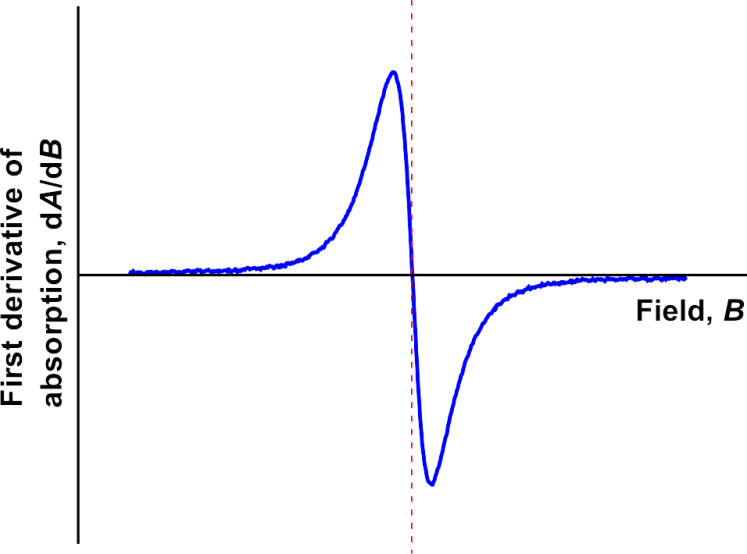 First derivative of
absorption, dA/dB
Field, B